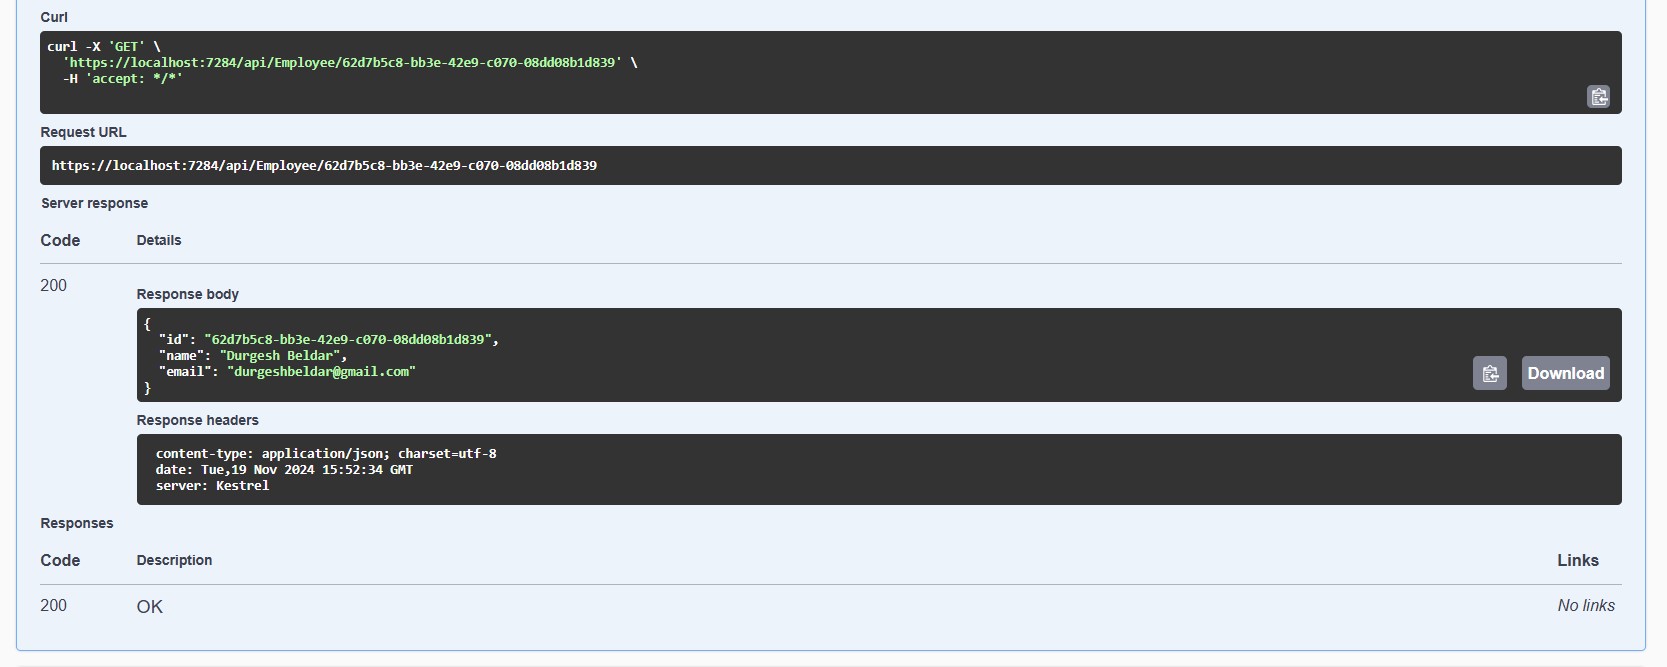 Curl
curl -X 'GET' \
  'https://localhost:7284/api/Employee/62d7b5c8-bb3e-42e9-c070-08dd08b1d839' \
  -H 'accept: */*'
Request URL
https://localhost:7284/api/Employee/62d7b5c8-bb3e-42e9-c070-08dd08b1d839
Server response
Code Details
200
Response body
{
  "id": "62d7b5c8-bb3e-42e9-c070-08dd08b1d839",
  "name": "Durgesh Beldar",
  "email": "durgeshbeldar@gmail.com"
}
Download
Response headers
content-type: application/json; charset=utf-8
date: Tue,19 Nov 2024 15:52:34 GMT
server: Kestrel
Responses
Code Description Links
200 OK No links